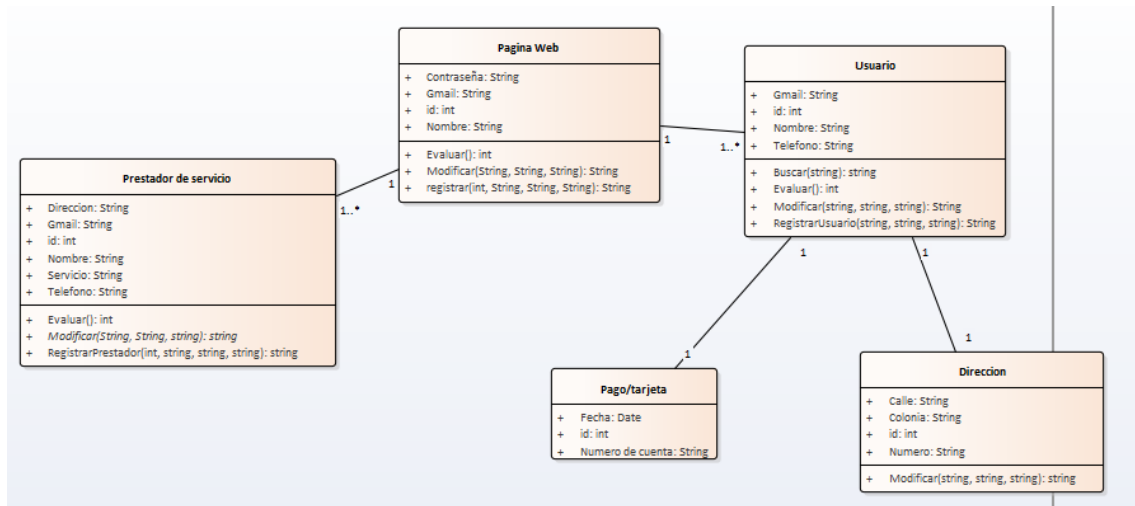 Pagina Web
+ Contraseña: String
+ Gmail: String
+ id: int
+ Nombre: String
+ Evaluar(): int
+ Modificar(String, String, String): String
+ registrar(int, String, String, String): String
Usuario
+ Gmail: String
+ id: int
+ Nombre: String
+ Telefono: String
+ Buscar(string): string
+ Evaluar(): int
+ Modificar(string, string, string): String
+ RegistrarUsuario(string, string, string): String
1
1..*
Prestador de servicio
+ Direccion: String
+ Gmail: String
+ id: int
+ Nombre: String
+ Servicio: String
+ Telefono: String
+ Evaluar(): int
+ Modificar(String, String, string): string
+ RegistrarPrestador(int, string, string, string): string
1
1..*
1
1
1
1
Pago/tarjeta
+ Fecha: Date
+ id: int
+ Numero de cuenta: String
Direccion
+ Calle: String
+ Colonia: String
+ id: int
+ Numero: String
+ Modificar(string, string, string): string